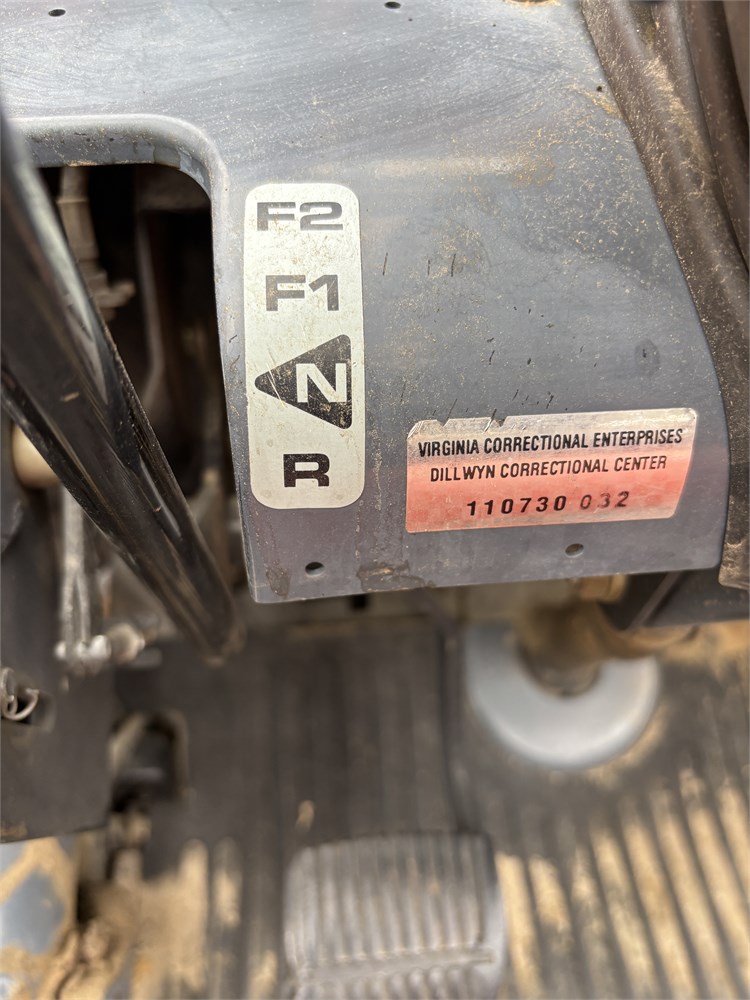 F2
F1
N
R
VIRGINIA CORRECTIONAL ENTERPRISES
DILLWYN CORRECTIONAL CENTER
110730 032